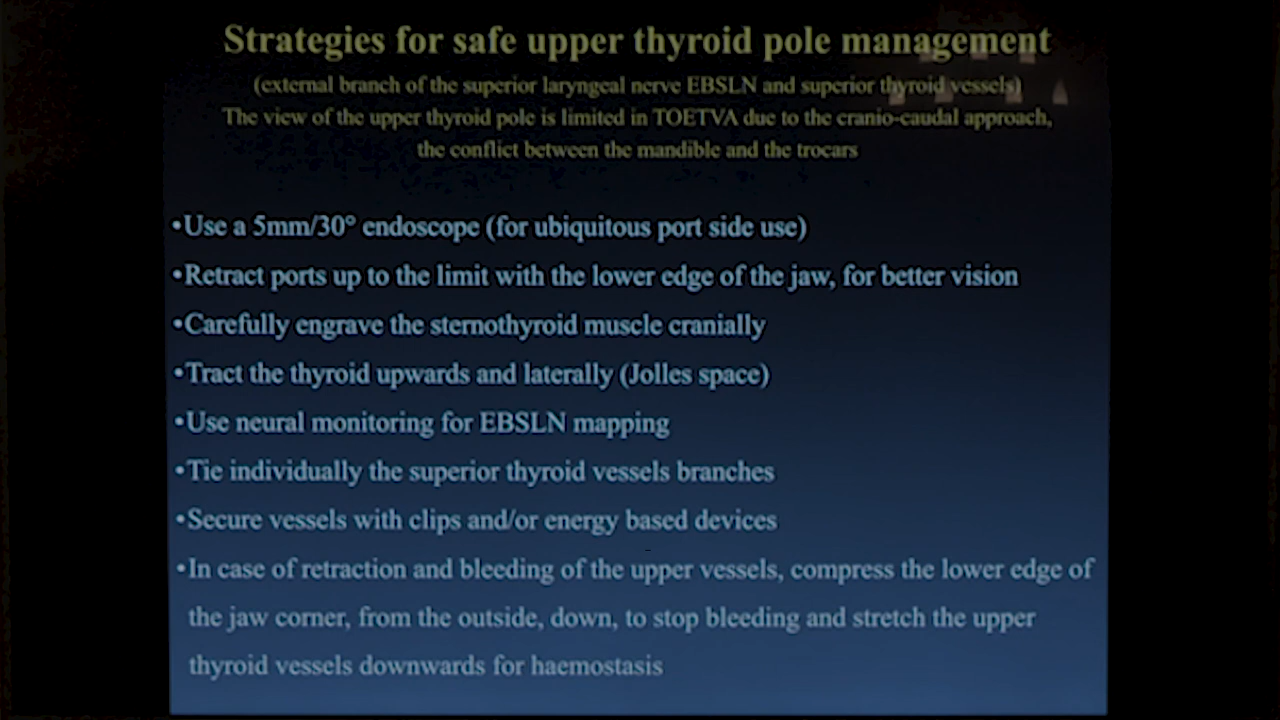 Strategies for safe upper thyroid pole management
(external branch of the superior laryngeal nerve EBSLN and superior thyroid vessels)
The view of the upper thyroid pole is limited in TOETVA due to the cranio-caudal approach,
the conflict between the mandible and the trocars
•Use a 5mm/30° endoscope (for ubiquitous port side use)
•Retract ports up to the limit with the lower edge of the jaw, for better vision
•Carefully engrave the sternothyroid muscle cranially
•Tract the thyroid upwards and laterally (Jolles space)
•Use neural monitoring for EBSLN mapping
•Tie individually the superior thyroid vessels branches
•Secure vessels with clips and/or energy based devices
•In case of retraction and bleeding of the upper vessels, compress the lower edge of
the jaw corner, from the outside, down, to stop bleeding and stretch the upper
thyroid vessels downwards for haemostasis